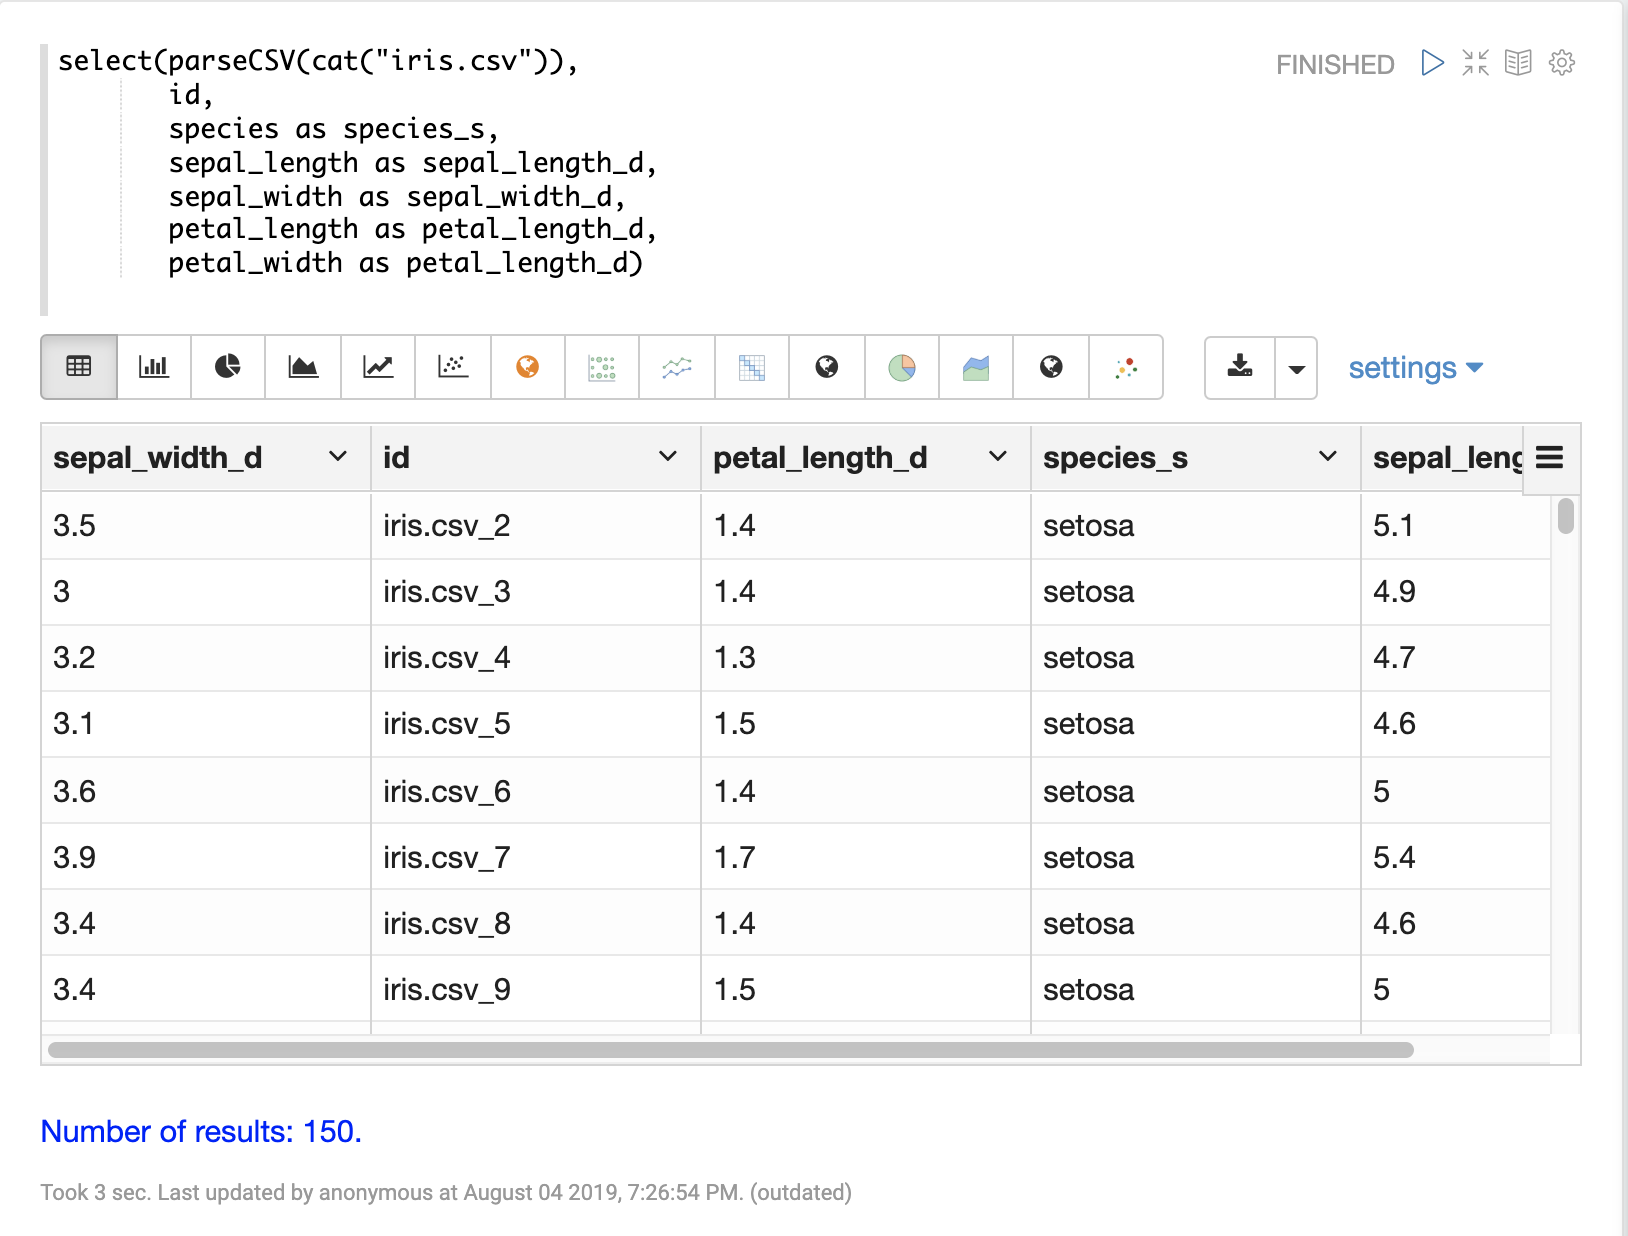 select(parseCSV(cat("iris.csv")),
id,
species as species_s,
sepal_length as sepal_length_d,
sepal_width as sepal_width_d,
petal_length as petal_length_d,
petal_width as petal_length_d)
FINISHED
settings
sepal_width_d id petal_length_d species_s sepal_leng
3.5 iris.csv_2 1.4 setosa 5.1
3 iris.csv_3 1.4 setosa 4.9
3.2 iris.csv_4 1.3 setosa 4.7
3.1 iris.csv_5 1.5 setosa 4.6
3.6 iris.csv_6 1.4 setosa 5
3.9 iris.csv_7 1.7 setosa 5.4
3.4 iris.csv_8 1.4 setosa 4.6
3.4 iris.csv_9 1.5 setosa 5
Number of results: 150.
Took 3 sec. Last updated by anonymous at August 04 2019, 7:26:54 PM. (outdated)